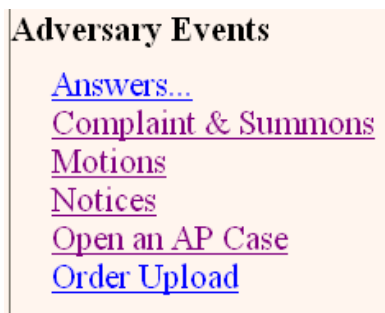 Adversary Events
Answers...
Complaint & Summons
Motions
Notices
Open an AP Case
Order Upload